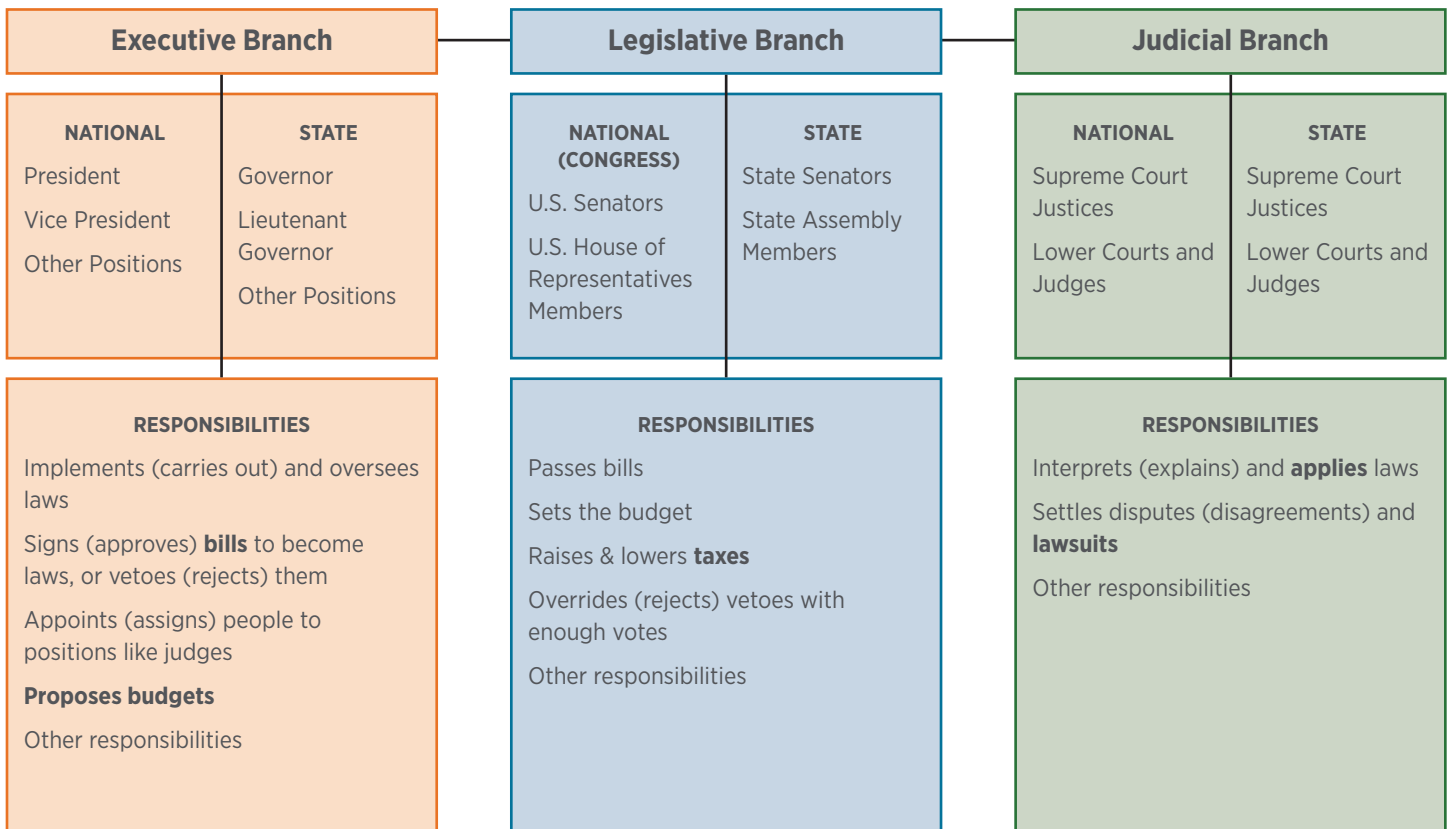 Executive Branch
NATIONAL
President
Vice President
Other Positions
STATE
Governor
Lieutenant
Governor
Other Positions
RESPONSIBILITIES
Implements (carries out) and oversees
laws
Signs (approves) bills to become
laws, or vetoes (rejects) them
Appoints (assigns) people to
positions like judges
Proposes budgets
Other responsibilities
Legislative Branch
NATIONAL
(CONGRESS)
U.S. Senators
U.S. House of
Representatives
Members
STATE
State Senators
State Assembly
Members
RESPONSIBILITIES
Passes bills
Sets the budget
Raises & lowers taxes
Overrides (rejects) vetoes with
enough votes
Other responsibilities
Judicial Branch
NATIONAL
Supreme Court
Justices
Lower Courts and
Judges
STATE
Supreme Court
Justices
Lower Courts and
Judges
RESPONSIBILITIES
Interprets (explains) and applies laws
Settles disputes (disagreements) and
lawsuits
Other responsibilities